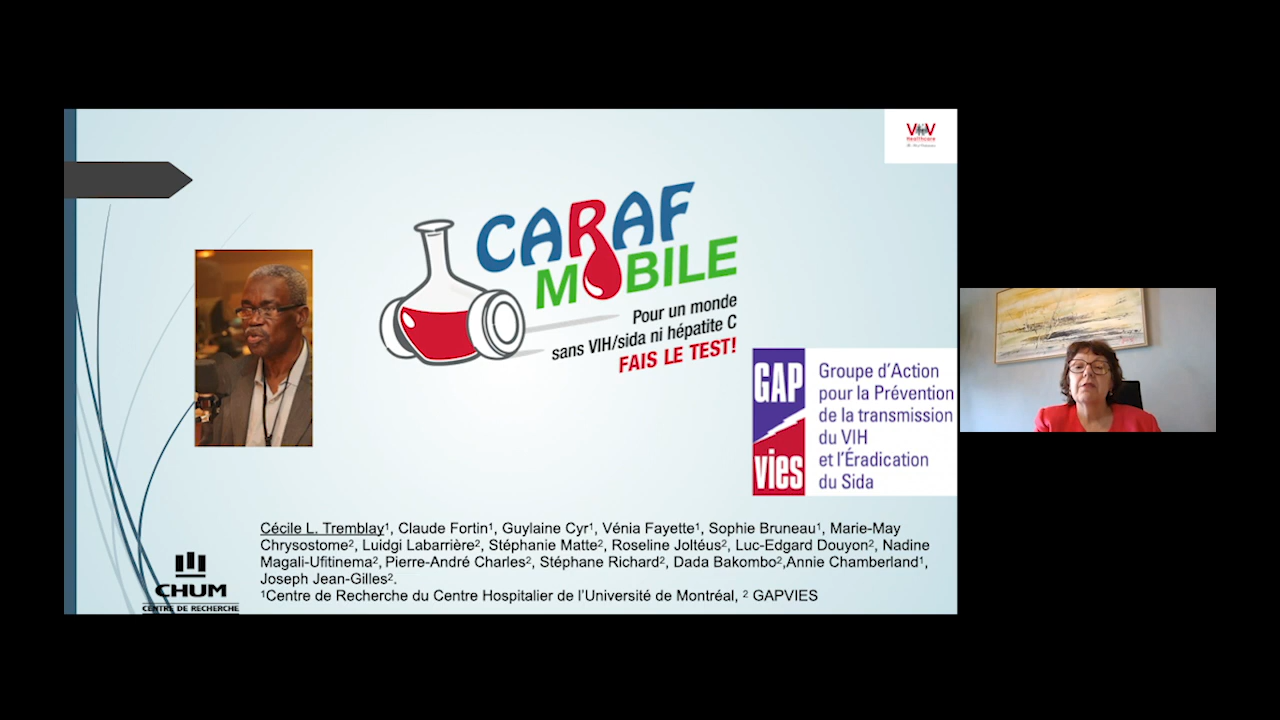 ViiV
Healthcare
CARAF
MOBILE
Pour un monde
sans VIH/sida ni hépatite C
FAIS LE TEST!
GAP
vies
Groupe d’Action
pour la Prévention
de la transmission
du VIH
et l’Éradication
du Sida
Cécile L. Tremblay¹, Claude Fortin¹, Guylaine Cyr¹, Vénia Fayette¹, Sophie Bruneau¹, Marie-May
Chrysostome², Luidgi Labarrière², Stéphanie Matte², Roseline Joltéus², Luc-Edgard Douyon², Nadine
Magali-Ufitinema², Pierre-André Charles², Stéphane Richard², Dada Bakombo²,Annie Chamberland¹,
Joseph Jean-Gilles².
¹Centre de Recherche du Centre Hospitalier de l’Université de Montréal, ² GAPVIES
CHUM
CENTRE DE RECHERCHE